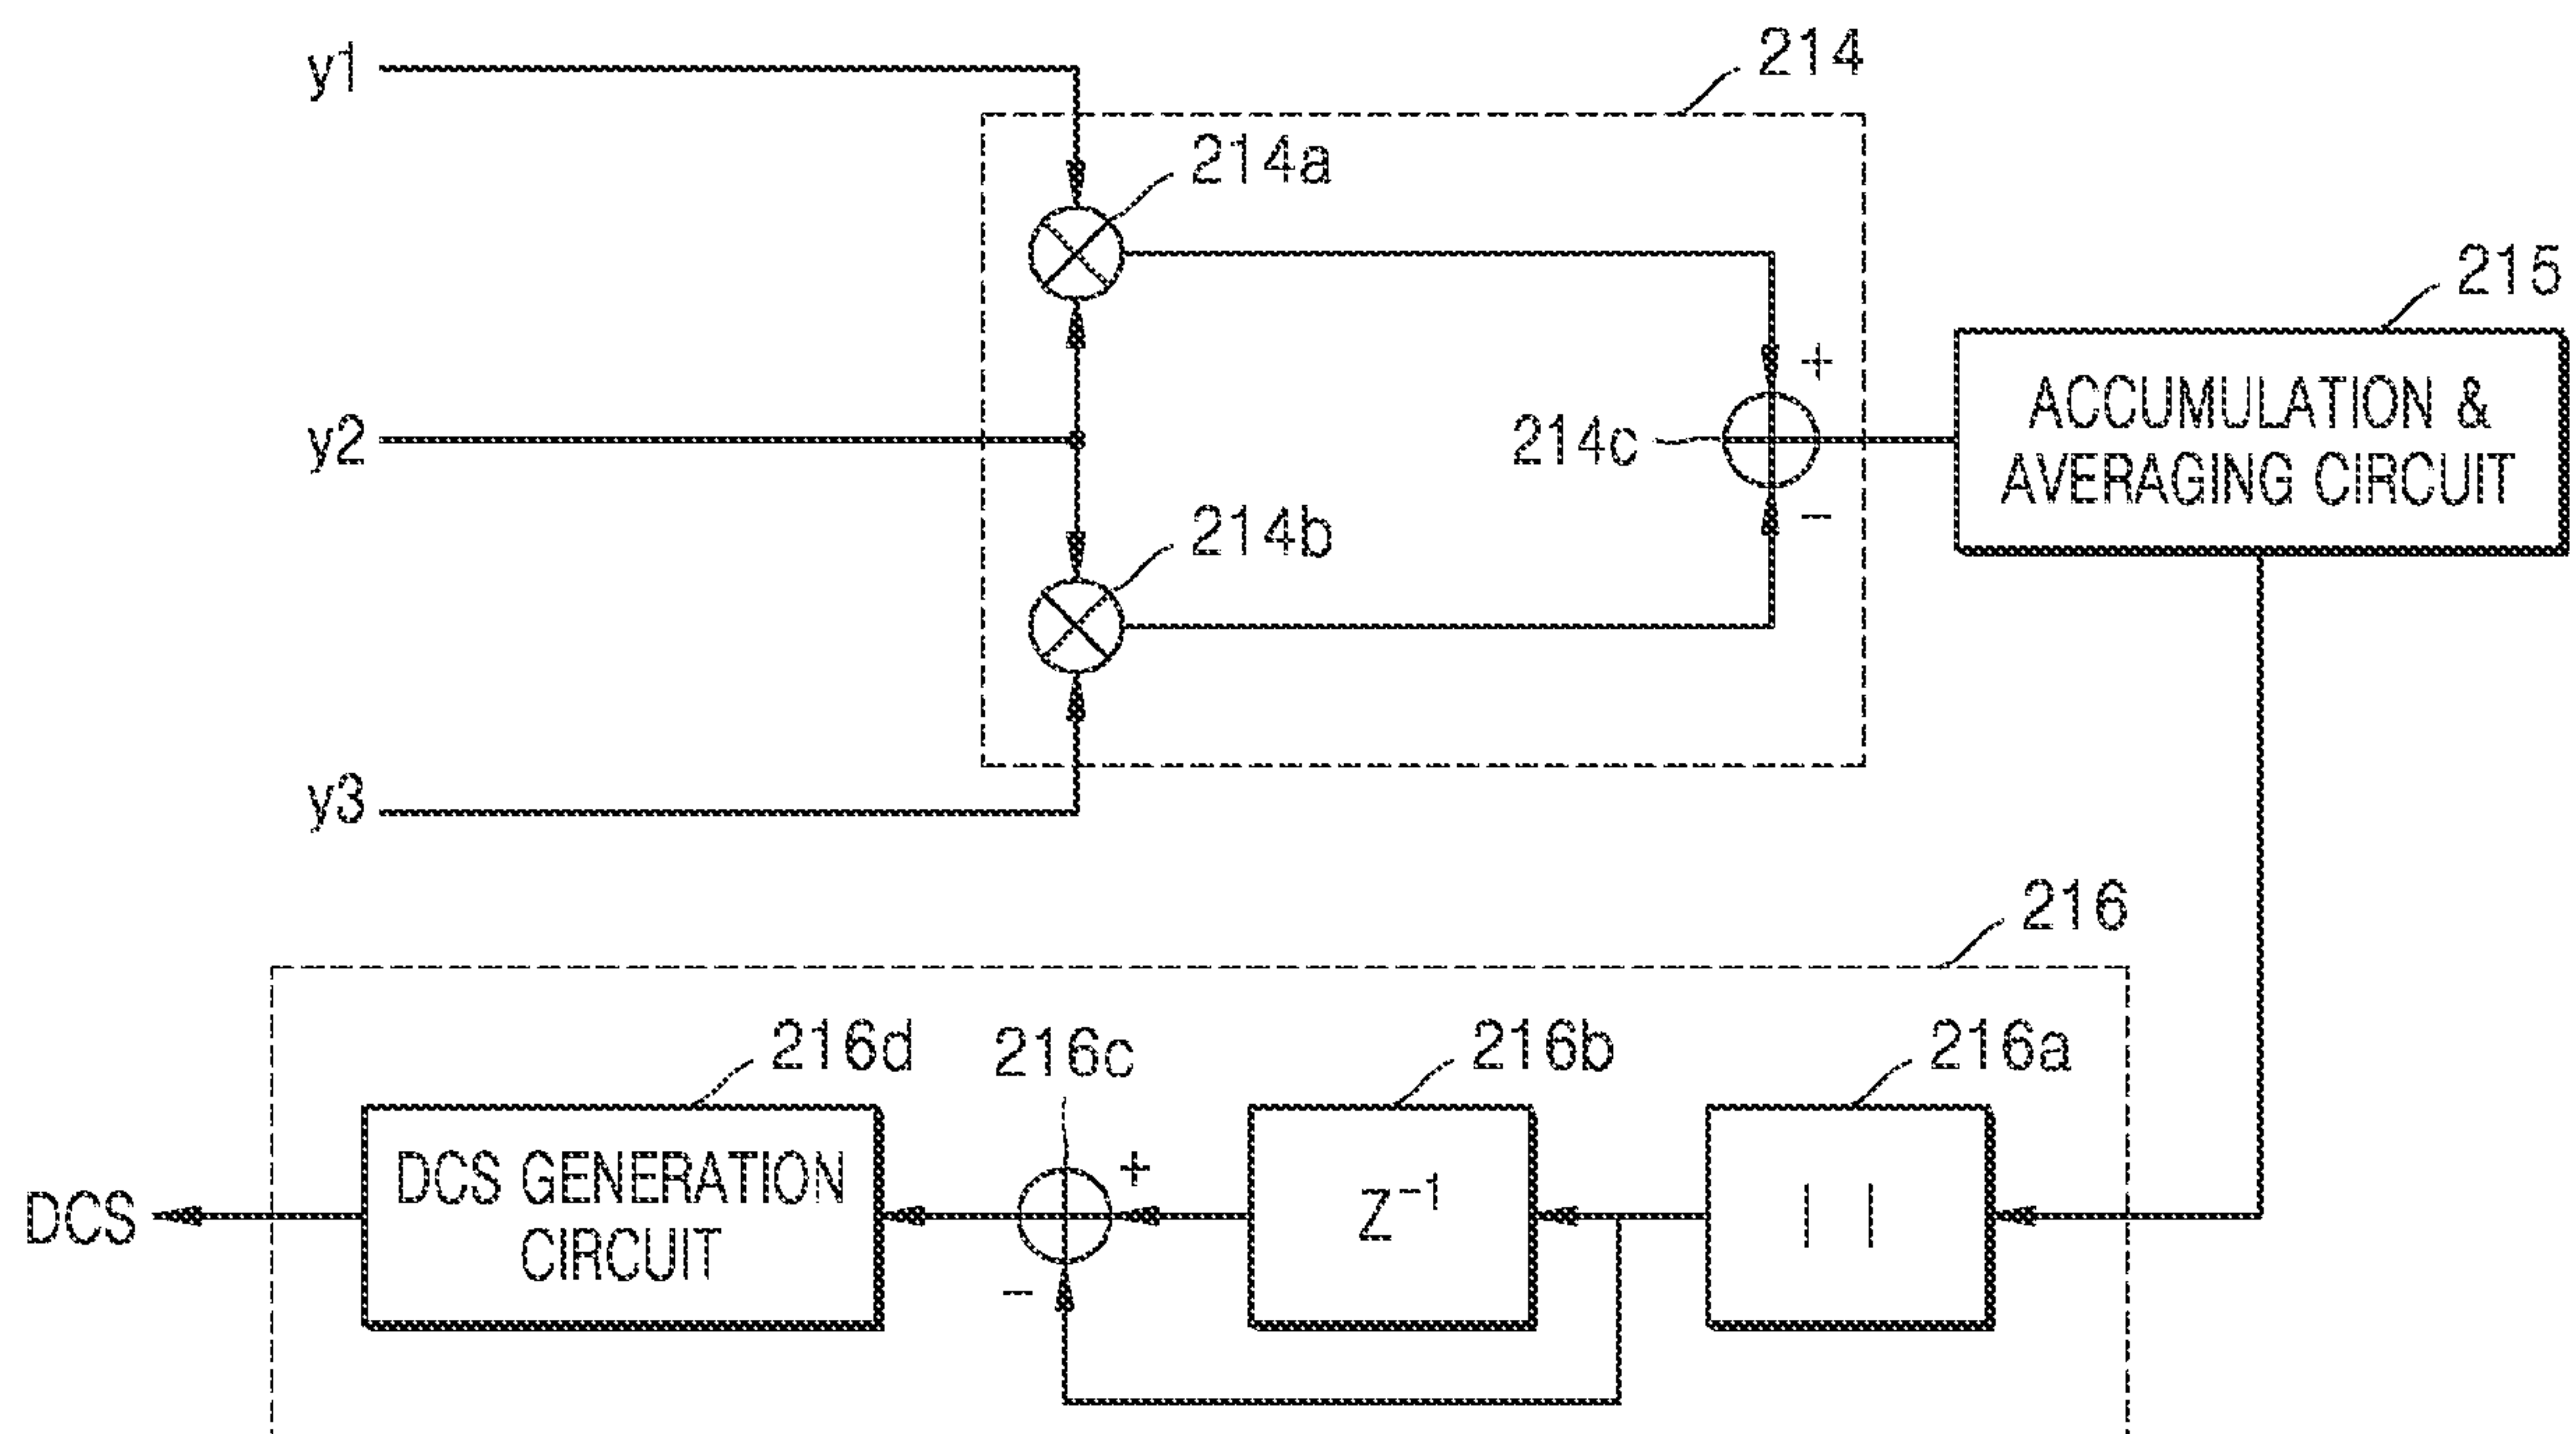 y1
214
214a
215
+
y2
214c
ACCUMULATION &
AVERAGING CIRCUIT
−
214b
y3
216
216d
216c
216b
216a
+
DCS GENERATION
CIRCUIT
Z⁻¹
| |
DCS
−